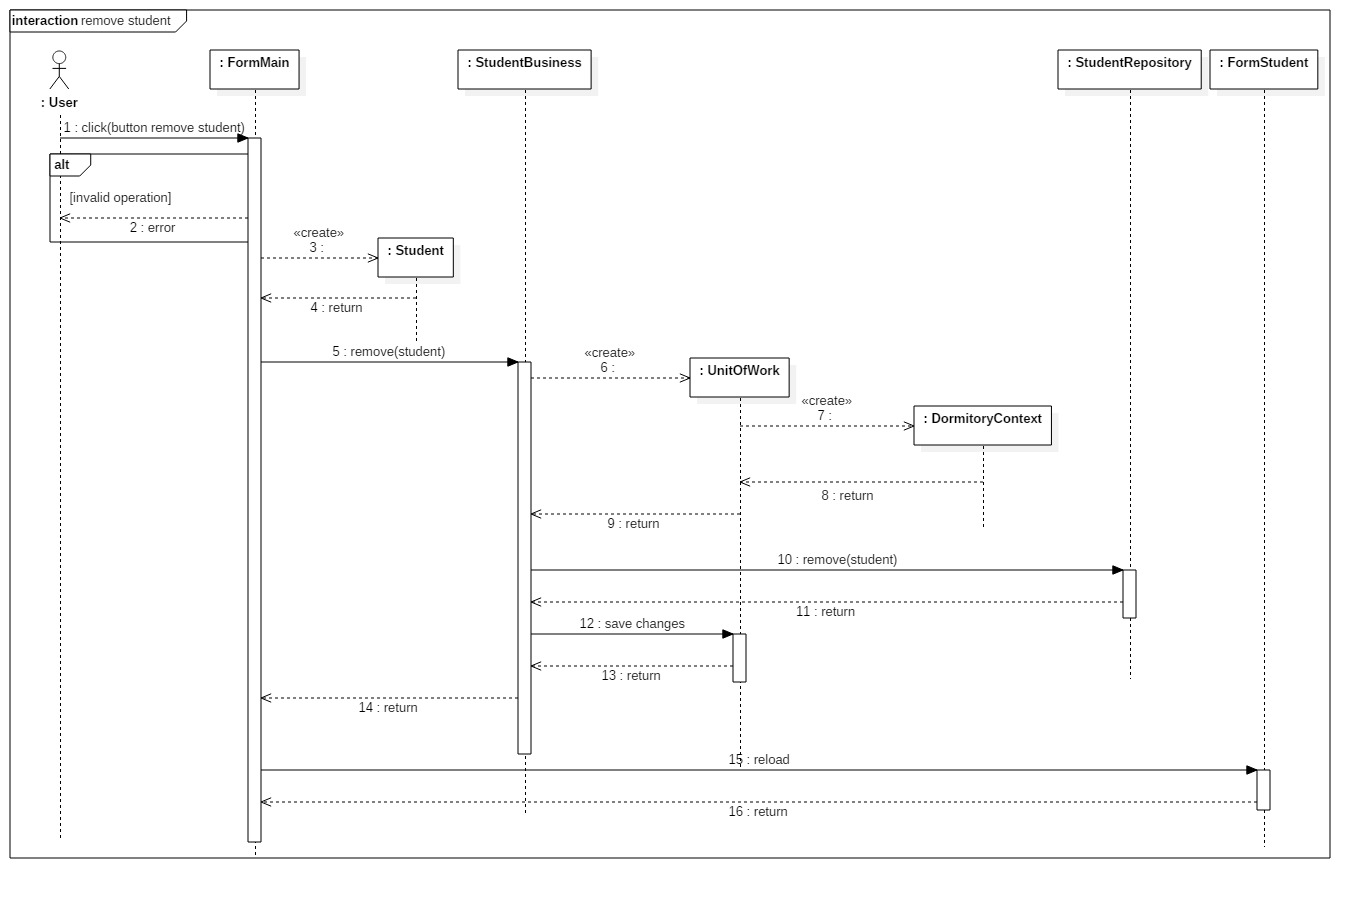 interaction remove student
: FormMain
: StudentBusiness
: StudentRepository
: FormStudent
: User
1 : click(button remove student)
alt
[invalid operation]
2 : error
«create»
3 :
: Student
4 : return
5 : remove(student)
«create»
6 :
: UnitOfWork
«create»
7 :
: DormitoryContext
8 : return
9 : return
10 : remove(student)
11 : return
12 : save changes
13 : return
14 : return
15 : reload
16 : return